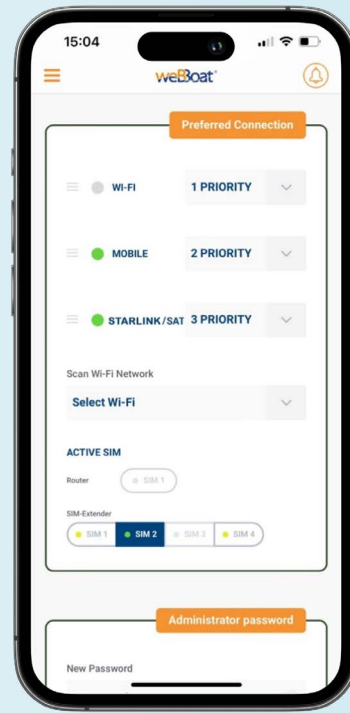 15:04
weBBoat®
Preferred Connection
WI-FI 1 PRIORITY
MOBILE 2 PRIORITY
STARLINK/SAT 3 PRIORITY
Scan Wi-Fi Network
Select Wi-Fi
ACTIVE SIM
Router SIM 1
SIM-Extender
SIM 1 SIM 2 SIM 3 SIM 4
Administrator password
New Password